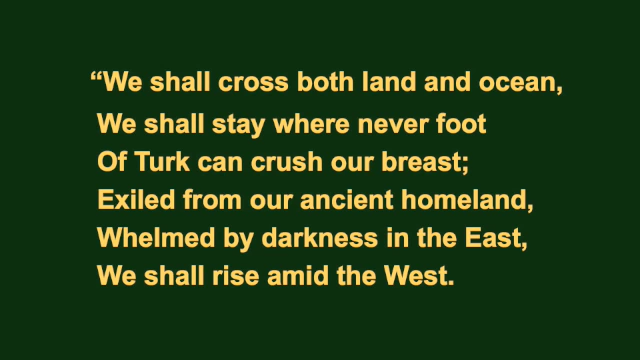 “We shall cross both land and ocean,
We shall stay where never foot
Of Turk can crush our breast;
Exiled from our ancient homeland,
Whelmed by darkness in the East,
We shall rise amid the West.